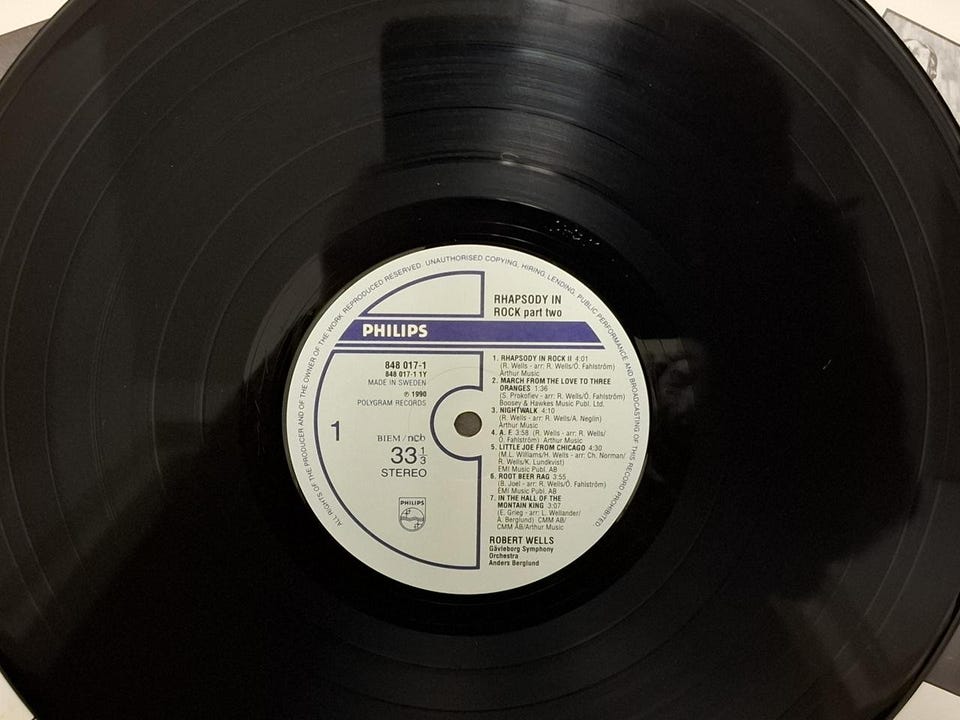 ALL RIGHTS OF THE PRODUCER AND OF THE OWNER OF THE WORK REPRODUCED RESERVED. UNAUTHORISED COPYING, HIRING, LENDING, PUBLIC PERFORMANCE AND BROADCASTING OF THIS RECORD PROHIBITED
RHAPSODY IN
ROCK part two
PHILIPS
848 017-1
848 017-1 1Y
MADE IN SWEDEN
℗ 1990
POLYGRAM RECORDS
1
BIEM / ncb
33 1/3
STEREO
PHILIPS
1. RHAPSODY IN ROCK II 4:01
(R. Wells - arr: R. Wells/Ö. Fahlström)
Arthur Music
2. MARCH FROM THE LOVE TO THREE
ORANGES 1:36
(S. Prokofiev - arr: R. Wells/Ö. Fahlström)
Boosey & Hawkes Music Publ. Ltd.
3. NIGHTWALK 4:10
(R. Wells - arr: R. Wells/A. Neglin)
Arthur Music
4. A. F. 3:58 (R. Wells - arr: R. Wells/
Ö. Fahlström) Arthur Music
5. LITTLE JOE FROM CHICAGO 4:30
(M.L. Williams/H. Wells - arr: Ch. Norman/
R. Wells/K. Lundkvist)
EMI Music Publ. AB
6. ROOT BEER RAG 3:55
(B. Joel - arr: R. Wells/Ö. Fahlström)
EMI Music Publ. AB
7. IN THE HALL OF THE
MONTAIN KING 3:07
(E. Grieg - arr: L. Wellander/
A. Berglund) CMM AB/
CMM AB/Arthur Music
ROBERT WELLS
Gävleborg Symphony
Orchestra
Anders Berglund